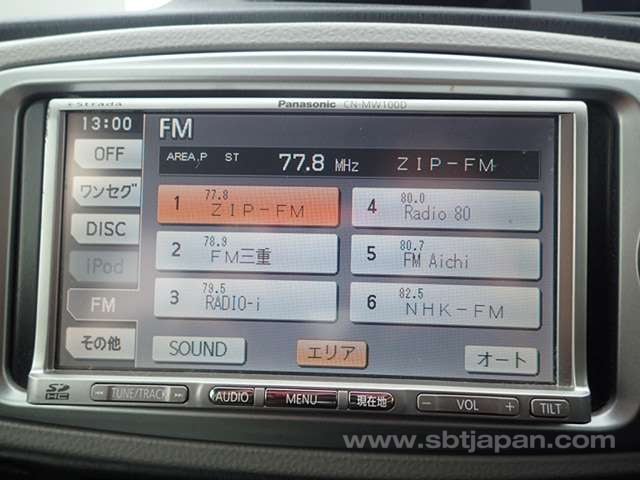 Strada Panasonic CN-MW100D
13:00 FM
OFF AREA.P ST 77.8 MHz ZIP-FM
ワンセグ 1 77.8 ZIP-FM 4 80.0 Radio 80
DISC 2 78.9 FM三重 5 80.7 FM Aichi
iPod 3 79.5 RADIO-i 6 82.5 NHK-FM
FM
その他 SOUND エリア オート
SD HC TUNE/TRACK AUDIO MENU 現在地 - VOL + TILT
www.sbtjapan.com